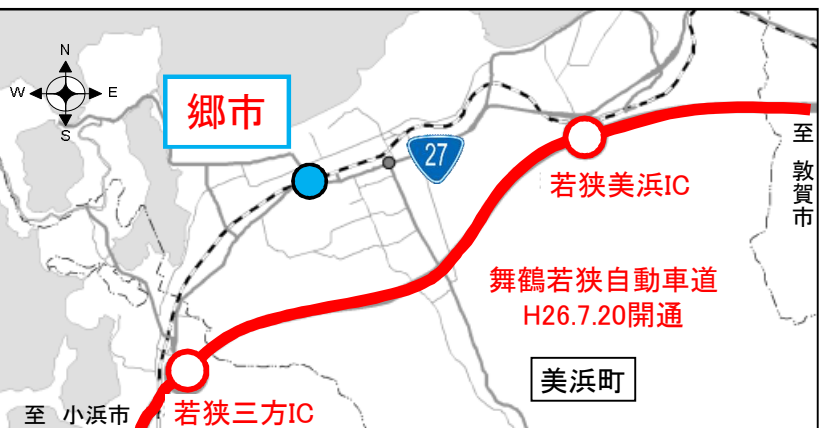 N
W E
S
郷市
27
若狭美浜IC
至 敦賀市
舞鶴若狭自動車道
H26.7.20開通
美浜町
至 小浜市
若狭三方IC